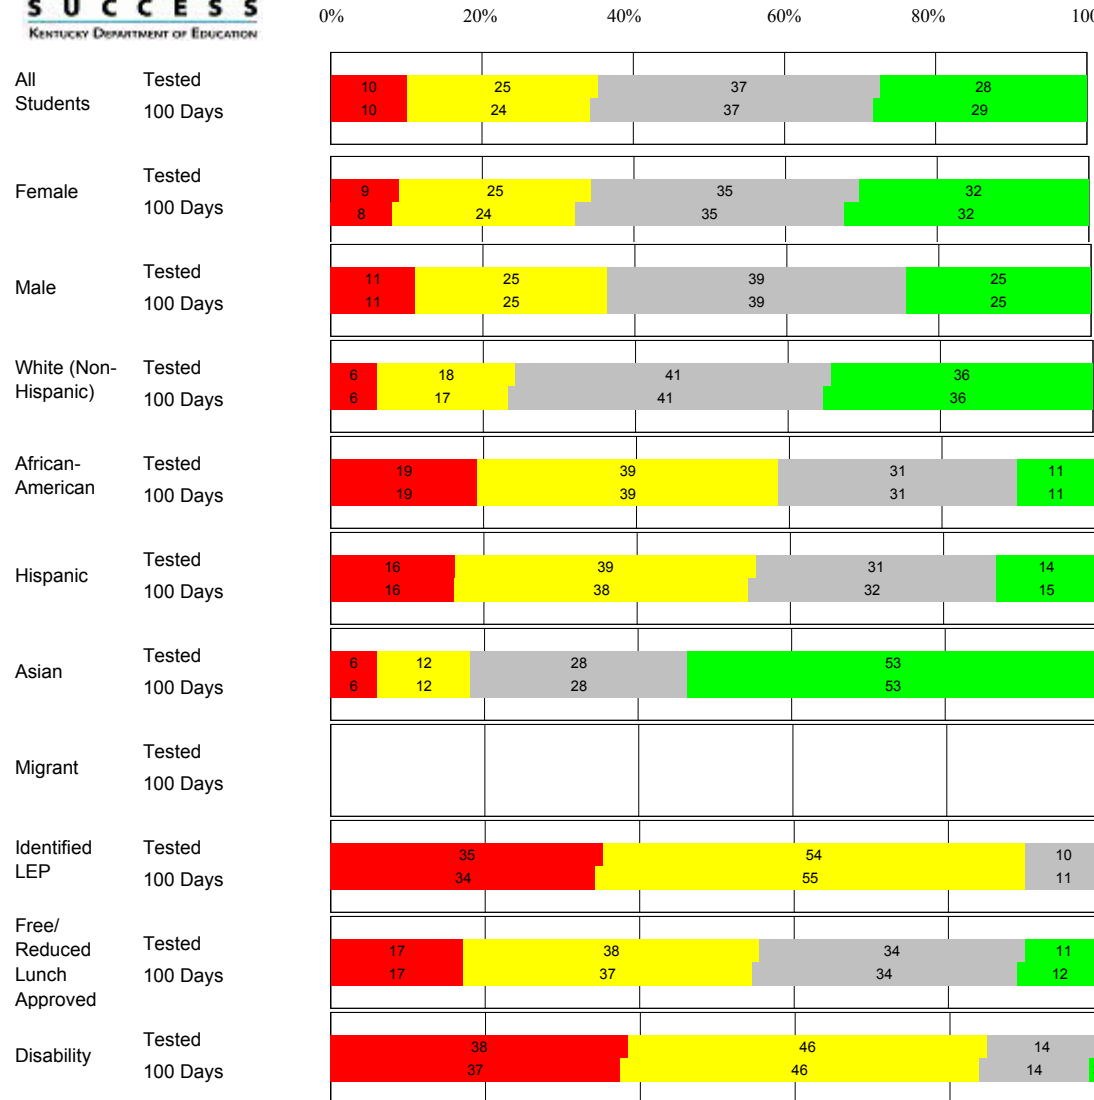 SUCCESS
KENTUCKY DEPARTMENT OF EDUCATION
0% 20% 40% 60% 80% 100
All Students
Tested 10 25 37 28
100 Days 10 24 37 29
Female
Tested 9 25 35 32
100 Days 8 24 35 32
Male
Tested 11 25 39 25
100 Days 11 25 39 25
White (Non-
Hispanic)
Tested 6 18 41 36
100 Days 6 17 41 36
African-
American
Tested 19 39 31 11
100 Days 19 39 31 11
Hispanic
Tested 16 39 31 14
100 Days 16 38 32 15
Asian
Tested 6 12 28 53
100 Days 6 12 28 53
Migrant
Tested
100 Days
Identified
LEP
Tested 35 54 10
100 Days 34 55 11
Free/
Reduced
Lunch
Approved
Tested 17 38 34 11
100 Days 17 37 34 12
Disability
Tested 38 46 14
100 Days 37 46 14